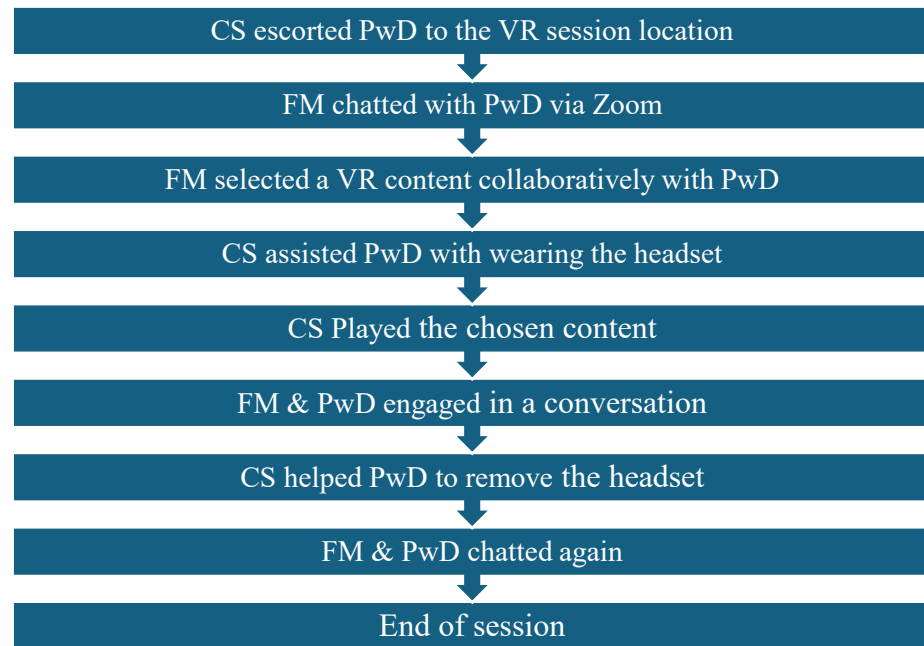 CS escorted PwD to the VR session location
FM chatted with PwD via Zoom
FM selected a VR content collaboratively with PwD
CS assisted PwD with wearing the headset
CS Played the chosen content
FM & PwD engaged in a conversation
CS helped PwD to remove the headset
FM & PwD chatted again
End of session